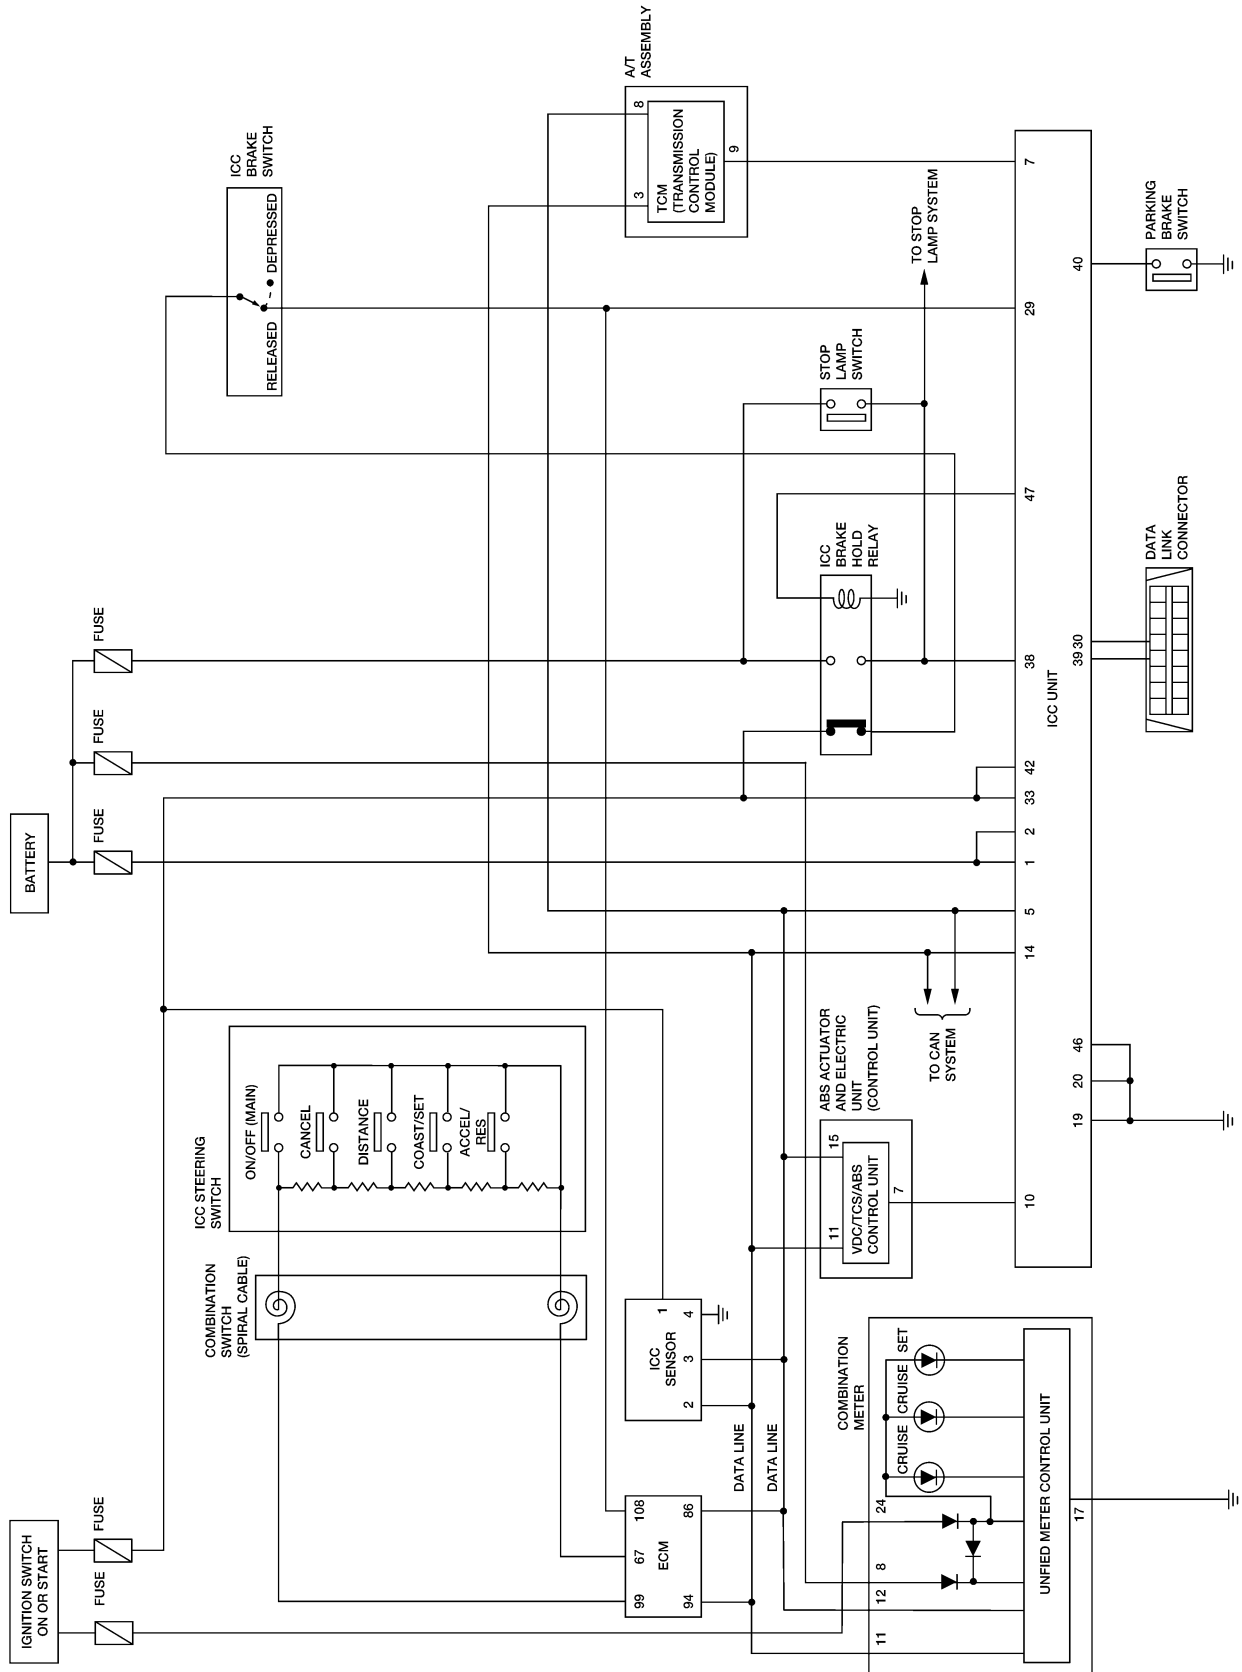 IGNITION SWITCH
ON OR START
FUSE
FUSE
BATTERY
FUSE
FUSE
FUSE
ICC
BRAKE
SWITCH
RELEASED
DEPRESSED
COMBINATION
SWITCH
(SPIRAL CABLE)
ICC STEERING
SWITCH
ON/OFF (MAIN)
CANCEL
DISTANCE
COAST/SET
ACCEL/
RES
A/T
ASSEMBLY
3
8
TCM
(TRANSMISSION
CONTROL
MODULE)
9
99
67
108
ECM
94
86
ICC
SENSOR
1
2
3
4
DATA LINE
DATA LINE
ABS ACTUATOR
AND ELECTRIC
UNIT
(CONTROL UNIT)
11
15
VDC/TCS/ABS
CONTROL UNIT
7
ICC
BRAKE
HOLD
RELAY
STOP
LAMP
SWITCH
TO STOP
LAMP SYSTEM
TO CAN
SYSTEM
COMBINATION
METER
11
12
8
24
CRUISE
CRUISE
SET
UNFIED METER CONTROL UNIT
17
10
14
5
1
2
33
42
38
47
29
7
ICC UNIT
19
20
46
39
30
40
DATA
LINK
CONNECTOR
PARKING
BRAKE
SWITCH